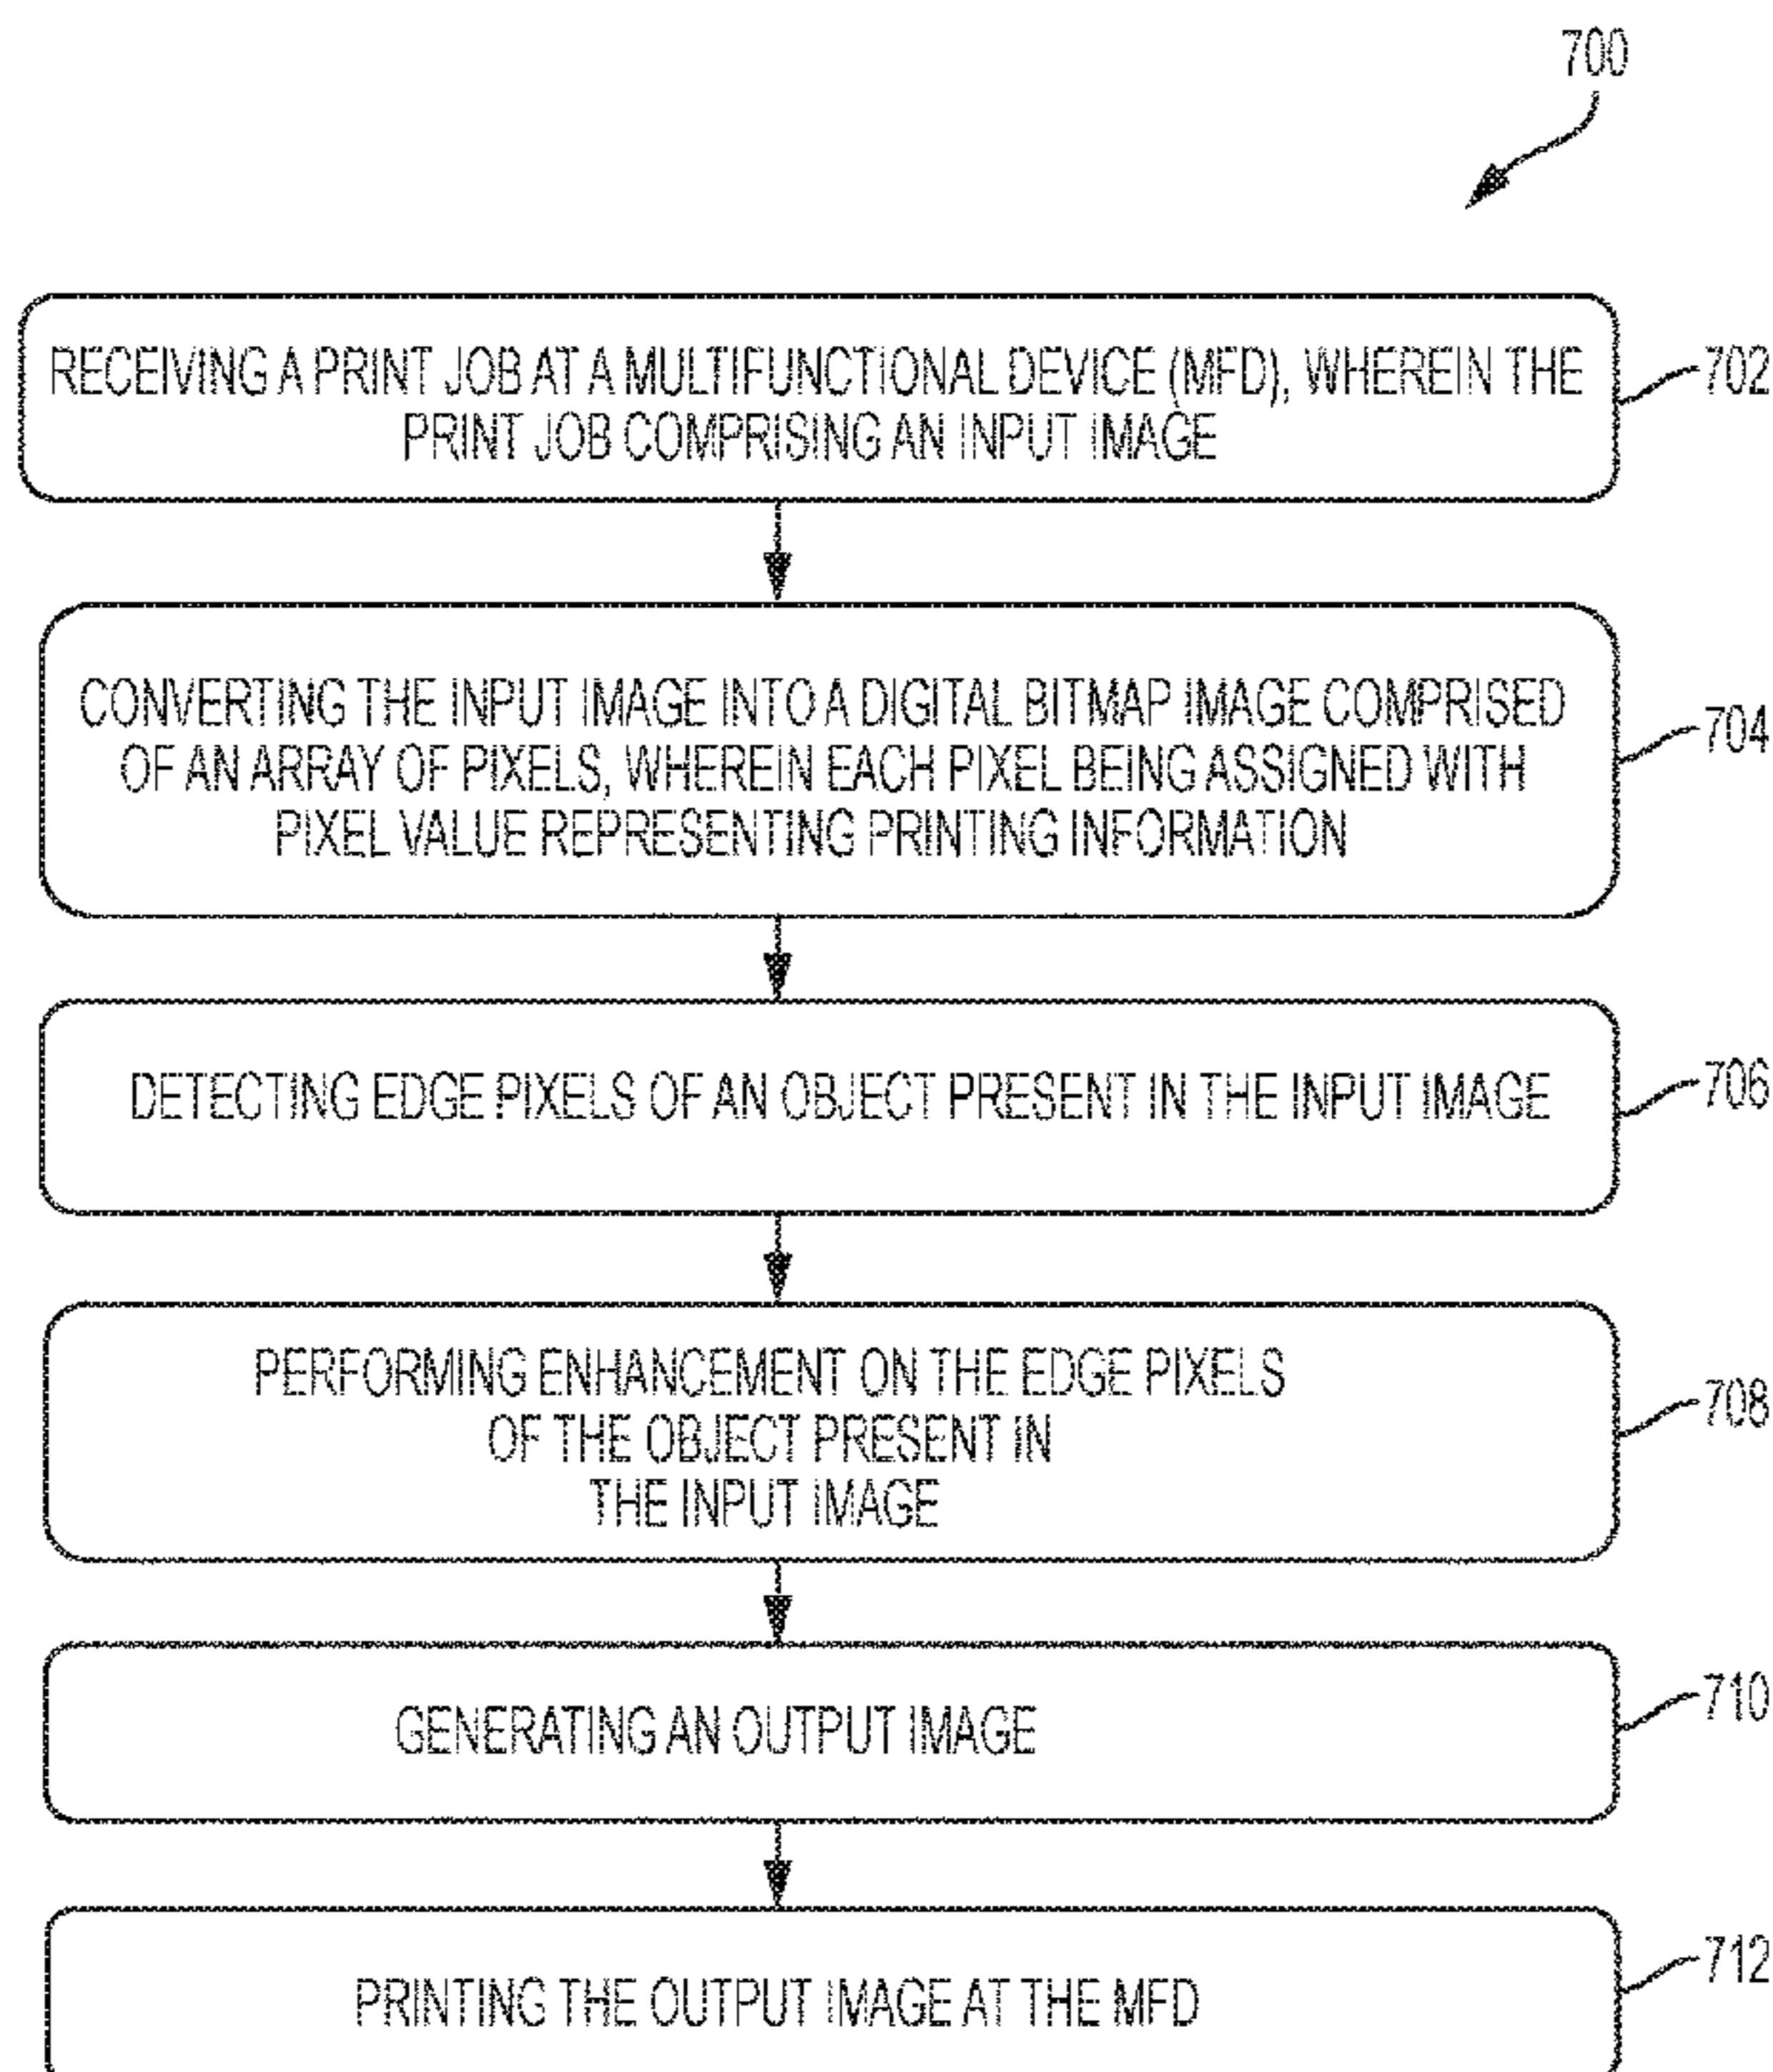 700
RECEIVING A PRINT JOB AT A MULTIFUNCTIONAL DEVICE (MFD), WHEREIN THE
PRINT JOB COMPRISING AN INPUT IMAGE
702
CONVERTING THE INPUT IMAGE INTO A DIGITAL BITMAP IMAGE COMPRISED
OF AN ARRAY OF PIXELS, WHEREIN EACH PIXEL BEING ASSIGNED WITH
PIXEL VALUE REPRESENTING PRINTING INFORMATION
704
DETECTING EDGE PIXELS OF AN OBJECT PRESENT IN THE INPUT IMAGE
706
PERFORMING ENHANCEMENT ON THE EDGE PIXELS
OF THE OBJECT PRESENT IN
THE INPUT IMAGE
708
GENERATING AN OUTPUT IMAGE
710
PRINTING THE OUTPUT IMAGE AT THE MFD
712